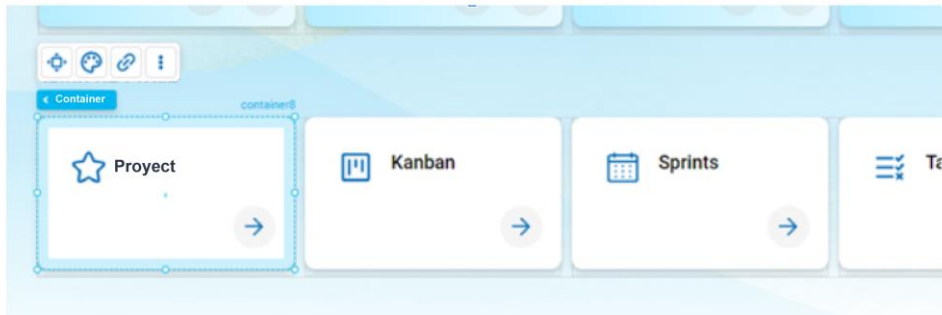 Container
container8
Proyect
Kanban
Sprints